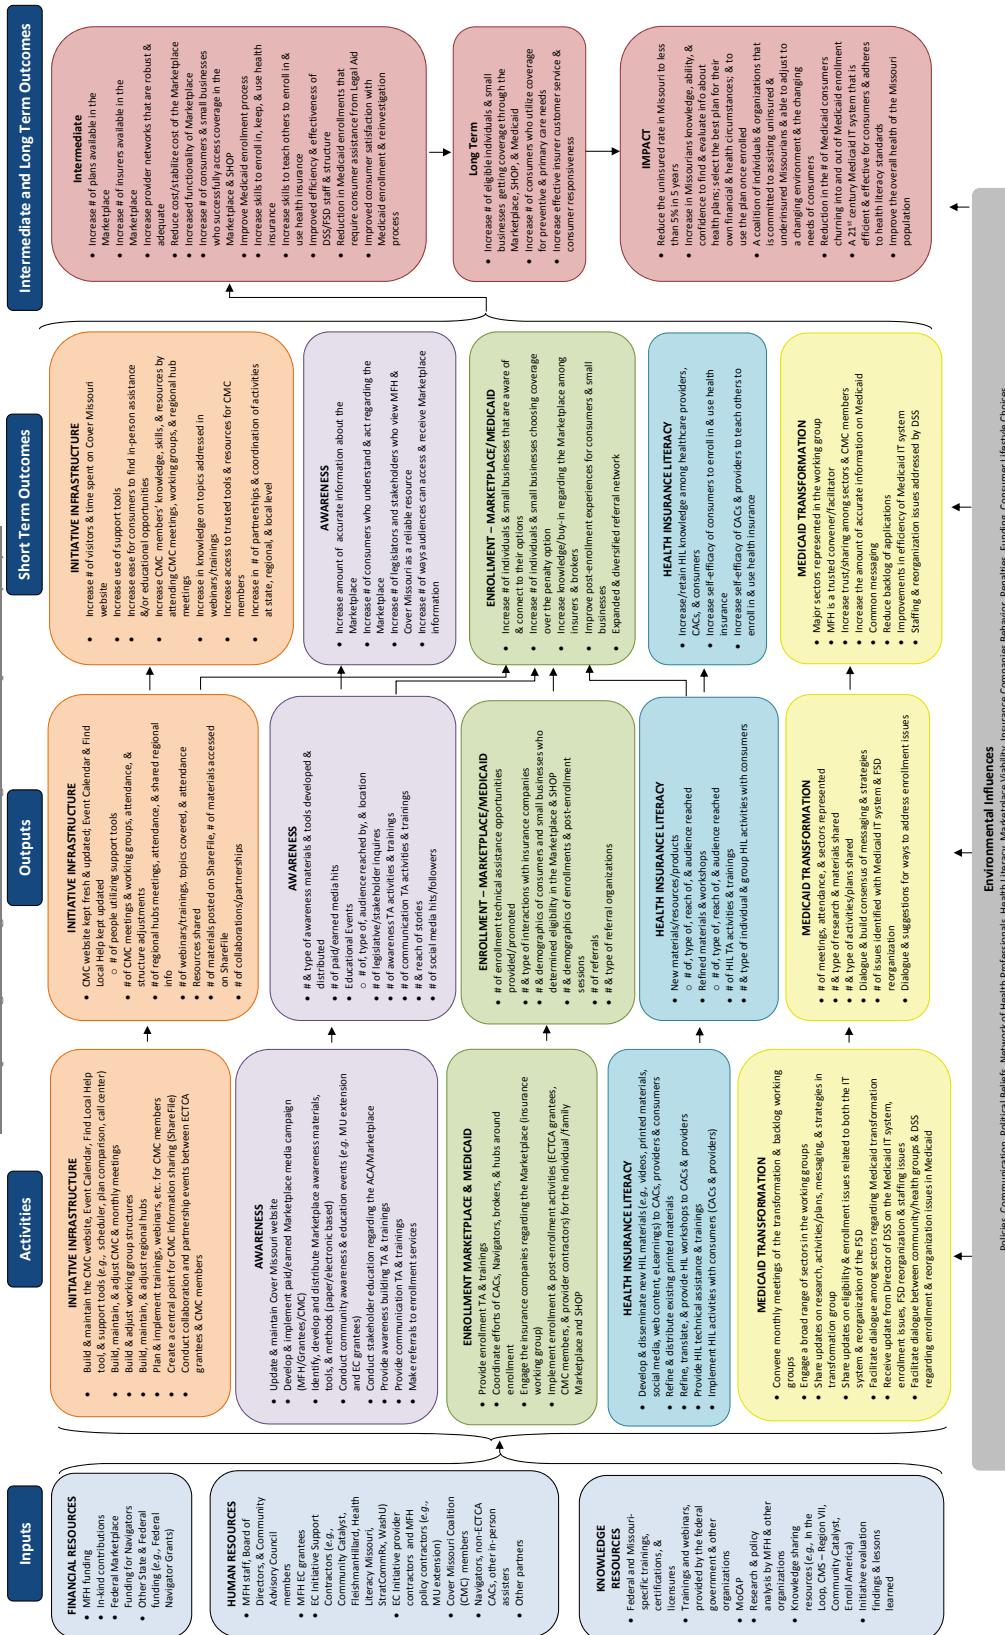 Inputs
FINANCIAL RESOURCES
• MFH funding
• In-kind contributions
• Federal Marketplace
Funding for Navigators
• Other State & Federal
funding (e.g., Federal
Navigator Grants)
HUMAN RESOURCES
• MFH staff, Board of
Directors, & Community
Advisory Council
members
• MFH EC grantees
• EC Initiative Support
Contractors (e.g.,
Community Catalyst,
FleishmanHillard, Health
Literacy Missouri,
StratCommRx, WashU)
• EC Initiative provider
contractors and MFH
policy contractors (e.g.,
MU extension)
• Cover Missouri Coalition
(CMC) members
• Navigators, non-ECTCA
CACs, other in-person
assisters
• Other partners
KNOWLEDGE
RESOURCES
• Federal and Missouri-
specific trainings,
certifications, &
licensures
• Trainings and webinars,
provided by the federal
government & other
organizations
• MoCAP
• Research & policy
analysis by MFH & other
organizations
• Knowledge sharing
resources (e.g., In the
Loop, CMS – Region VII,
Community Catalyst,
Enroll America)
• Initiative evaluation
findings & lessons
learned
Activities
INITIATIVE INFRASTRUCTURE
• Build & maintain the CMC website, Event Calendar, Find Local Help
tool, & support tools (e.g., scheduler, plan comparison, call center)
• Build, maintain, & adjust CMC & monthly meetings
• Build & adjust working group structures
• Build, maintain, & adjust regional hubs
• Plan & implement trainings, webinars, etc. for CMC members
• Create a central point for CMC information sharing (ShareFile)
• Conduct collaboration and partnership events between ECTCA
grantees & CMC members
AWARENESS
• Update & maintain Cover Missouri website
• Develop & implement paid/earned Marketplace media campaign
(MFH/Grantees/CMC)
• Identify, develop and distribute Marketplace awareness materials,
tools, & methods (paper/electronic based)
• Conduct community awareness & education events (e.g. MU extension
and EC grantees)
• Conduct stakeholder education regarding the ACA/Marketplace
• Provide awareness building TA & trainings
• Provide communication TA & trainings
• Make referrals to enrollment services
ENROLLMENT MARKETPLACE & MEDICAID
• Provide enrollment TA & trainings
• Coordinate efforts of CACs, Navigators, brokers, & hubs around
enrollment
• Engage the insurance companies regarding the Marketplace (insurance
working group)
• Implement enrollment & post-enrollment activities (ECTCA grantees,
CMC members, & provider contractors) for the individual/family
Marketplace and SHOP
HEALTH INSURANCE LITERACY
• Develop & disseminate new HIL materials (e.g., videos, printed materials,
social media, web content, eLearnings) to CACs, providers & consumers
• Refine & distribute existing printed materials
• Refine, translate, & provide HIL workshops to CACs & providers
• Provide HIL technical assistance & trainings
• Implement HIL activities with consumers (CACs & providers)
MEDICAID TRANSFORMATION
• Convene monthly meetings of the transformation & backlog working
groups
• Engage a broad range of sectors in the working groups
• Share updates on research, activities/plans, messaging, & strategies in
transformation group
• Share updates on eligibility & enrollment issues related to both the IT
system & reorganization of the FSD
• Facilitate dialogue among sectors regarding Medicaid transformation
• Receive update from Director of DSS on the Medicaid IT system,
enrollment issues, FSD reorganization & staffing issues
• Facilitate dialogue between community/health groups & DSS
regarding enrollment & reorganization issues in Medicaid
Outputs
INITIATIVE INFRASTRUCTURE
• CMC website kept fresh & updated; Event Calendar & Find
Local Help kept updated
○ # of people utilizing support tools
• # of CMC meetings & working groups, attendance, &
structure adjustments
• # of regional hubs meetings, attendance, & shared regional
info
• # of webinars/trainings, topics covered, & attendance
• Resources shared
• # of materials posted on ShareFile, # of materials accessed
on ShareFile
• # of collaborations/partnerships
AWARENESS
• # & type of awareness materials & tools developed &
distributed
• # of paid/earned media hits
• Educational Events
○ # of, type of, audience reached by, & location
• # of legislative/stakeholder inquires
• # of awareness TA activities & trainings
• # of communication TA activities & trainings
• # & reach of stories
• # of social media hits/followers
ENROLLMENT – MARKETPLACE/MEDICAID
• # of enrollment technical assistance opportunities
provided/promoted
• # & type of interactions with insurance companies
• # & demographics of consumers and small businesses who
determined eligibility in the Marketplace & SHOP
• # & demographics of enrollments & post-enrollment
sessions
• # of referrals
• # & type of referral organizations
HEALTH INSURANCE LITERACY
• New materials/resources/products
○ # of, type of, reach of, & audience reached
• Refined materials & workshops
○ # of, type of, reach of, & audience reached
• # of HIL TA activities & trainings
• # & type of individual & group HIL activities with consumers
MEDICAID TRANSFORMATION
• # of meetings, attendance, & sectors represented
• # & type of research & materials shared
• # & type of activities/plans shared
• Dialogue & build consensus of messaging & strategies
• # of issues identified with Medicaid IT system & FSD
reorganization
• Dialogue & suggestions for ways to address enrollment issues
Short Term Outcomes
INITIATIVE INFRASTRUCTURE
• Increase # of visitors & time spent on Cover Missouri
website
• Increase use of support tools
• Increase ease for consumers to find in-person assistance
&/or educational opportunities
• Increase CMC members' knowledge, skills, & resources by
attending CMC meetings, working groups, & regional hub
meetings
• Increase in knowledge on topics addressed in
webinars/trainings
• Increase access to trusted tools & resources for CMC
members
• Increase in # of partnerships & coordination of activities
at state, regional, & local level
AWARENESS
• Increase amount of accurate information about the
Marketplace
• Increase # of consumers who understand & act regarding the
Marketplace
• Increase # of legislators and stakeholders who view MFH &
Cover Missouri as a reliable resource
• Increase # of ways audiences can access & receive Marketplace
information
ENROLLMENT – MARKETPLACE/MEDICAID
• Increase # of individuals & small businesses that are aware of
& connect to their options
• Increase # of individuals & small businesses choosing coverage
over the penalty option
• Increase knowledge/buy-in regarding the Marketplace among
insurers & brokers
• Improve post-enrollment experiences for consumers & small
businesses
• Expanded & diversified referral network
HEALTH INSURANCE LITERACY
• Increase/retain HIL knowledge among healthcare providers,
CACs, & consumers
• Increase self-efficacy of consumers to enroll in & use health
insurance
• Increase self-efficacy of CACs & providers to teach others to
enroll in & use health insurance
MEDICAID TRANSFORMATION
• Major sectors represented in the working group
• MFH is a trusted convener/facilitator
• Increase trust/sharing among sectors & CMC members
• Increase the amount of accurate information on Medicaid
• Common messaging
• Reduce backlog of applications
• Improvements in efficiency of Medicaid IT system
• Staffing & reorganization issues addressed by DSS
Intermediate and Long Term Outcomes
Intermediate
• Increase # of plans available in the
Marketplace
• Increase # of insurers available in the
Marketplace
• Increase provider networks that are robust &
adequate
• Reduce cost/stabilize cost of the Marketplace
• Increased functionality of Marketplace
• Increase # of consumers & small businesses
who successfully access coverage in the
Marketplace & SHOP
• Improve Medicaid enrollment process
• Increase skills to enroll in, keep, & use health
insurance
• Increase skills to teach others to enroll in &
use health insurance
• Improved efficiency & effectiveness of
DSS/FSD staff & structure
• Reduction in Medicaid enrollments that
require consumer assistance from Legal Aid
• Improved consumer satisfaction with
Medicaid enrollment & reinvestigation
process
Long Term
• Increase # of eligible individuals & small
businesses getting coverage through the
Marketplace, SHOP, & Medicaid
• Increase # of consumers who utilize coverage
for preventive & primary care needs
• Increase effective insurer customer service &
consumer responsiveness
IMPACT
• Reduce the uninsured rate in Missouri to less
than 5% in 5 years
• Increase in Missourians knowledge, ability, &
confidence to find & evaluate info about
health plans; select the best plan for their
own financial & health circumstances; & to
use the plan once enrolled
• A coalition of individuals & organizations that
is committed to assisting uninsured &
underinsured Missourians & able to adjust to
a changing environment & the changing
needs of consumers
• Reduction in the # of Medicaid consumers
churning into and out of Medicaid enrollment
• A 21st century Medicaid IT system that is
efficient & effective for consumers & adheres
to health literacy standards
• Improve the overall health of the Missouri
population
Environmental Influences
Policies, Communication, Political Beliefs, Network of Health Professionals, Health Literacy, Marketplace Viability, Insurance Companies Behavior, Penalties, Funding, Consumer Lifestyle Choices